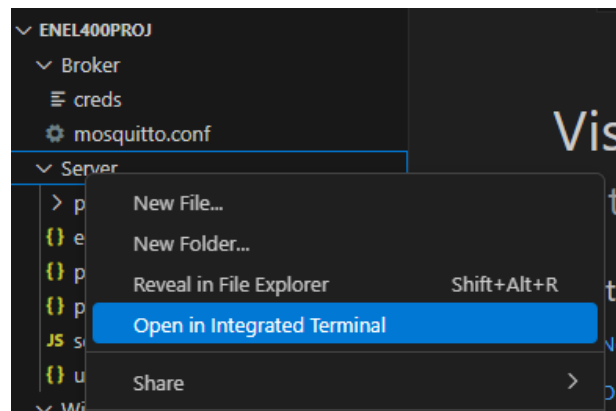 ENEL400PROJ
Broker
creds
mosquitto.conf
Server
New File...
New Folder...
Reveal in File Explorer Shift+Alt+R
Open in Integrated Terminal
JS
Share